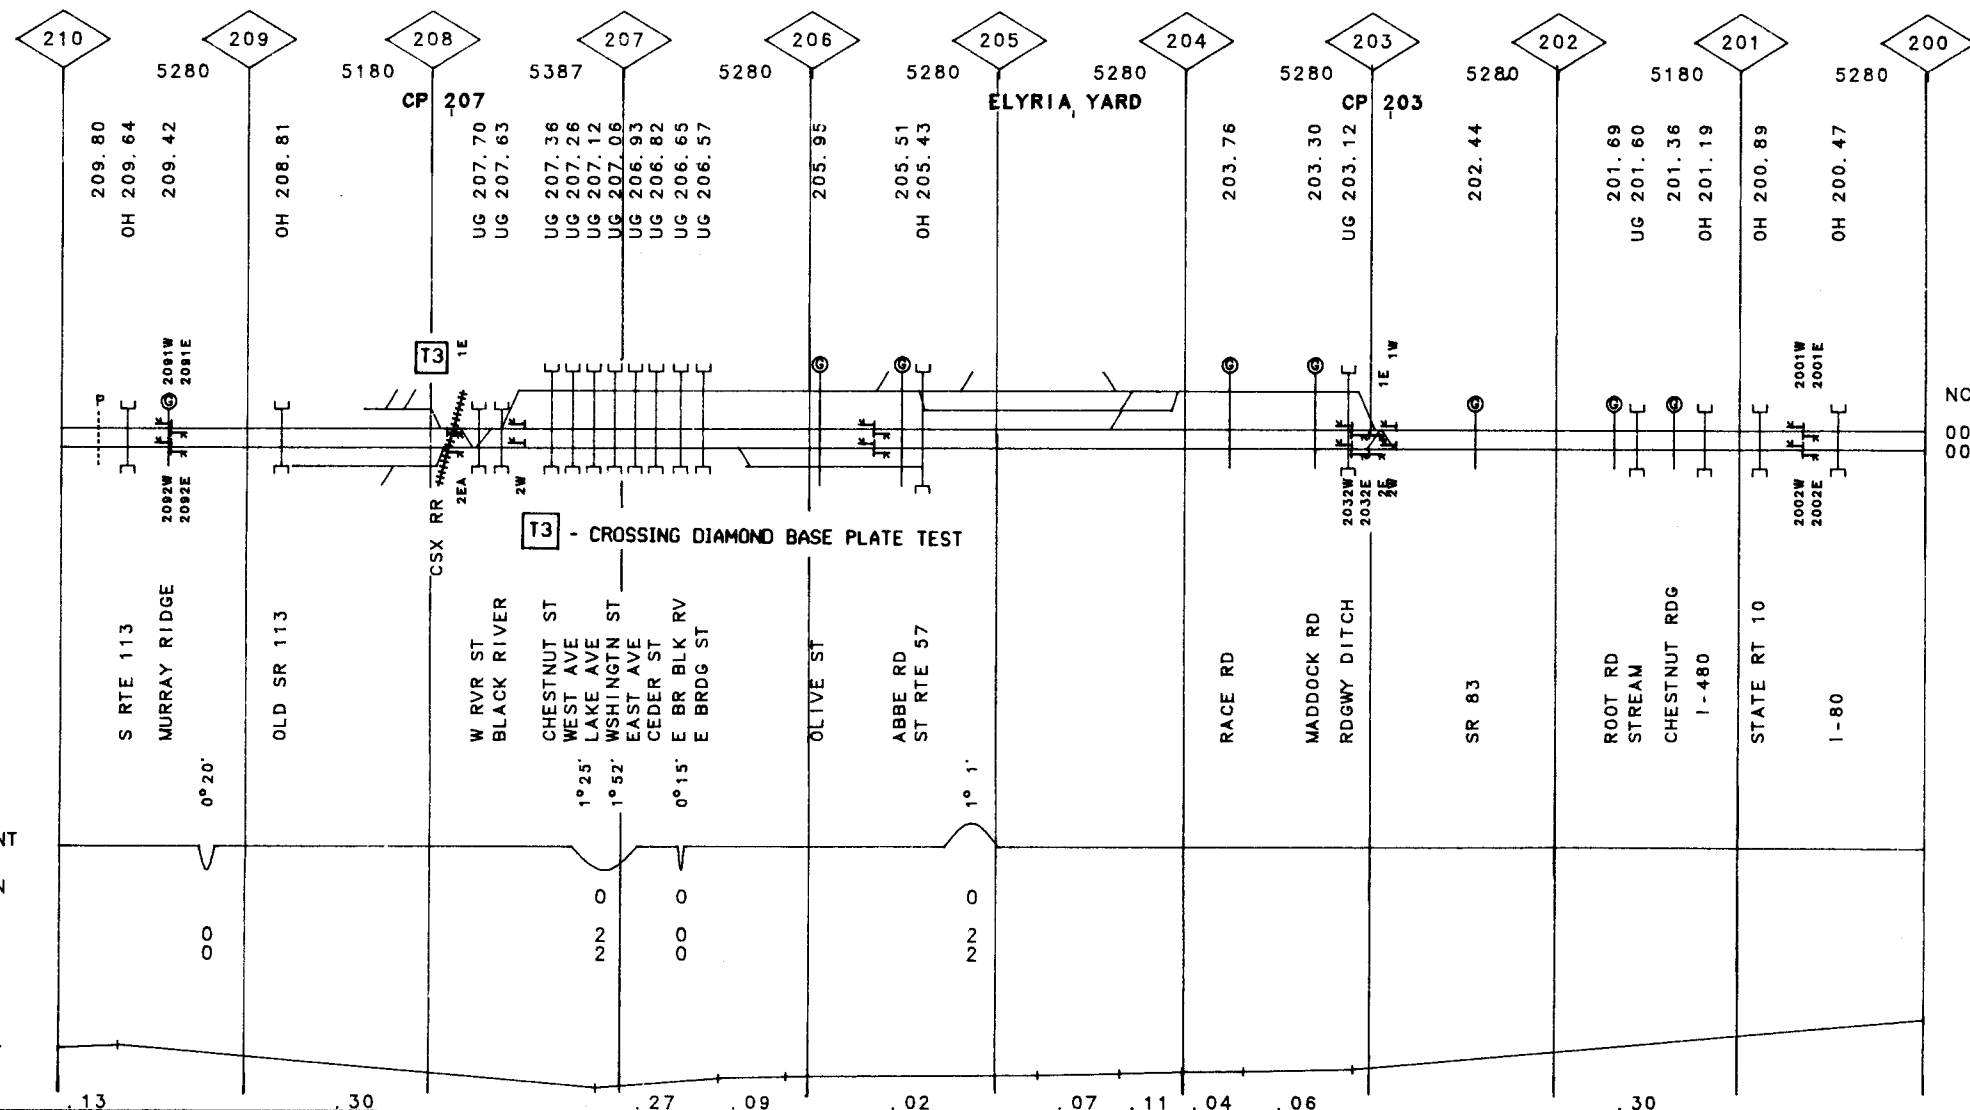 210 209 208 207 206 205 204 203 202 201 200
5280 5180 5387 5280 5280 5280 5280 5280 5180 5280
CP 207 ELYRIA YARD CP 203
209.80
OH 209.64
209.42
OH 208.81
UG 207.70
UG 207.63
UG 207.36
UG 207.26
UG 207.12
UG 207.06
UG 206.93
UG 206.82
UG 206.65
UG 206.57
205.95
205.51
OH 205.43
203.76
203.30
UG 203.12
202.44
201.69
UG 201.60
201.36
OH 201.19
OH 200.89
OH 200.47
P
G
2091W
2091E
T3
1E
G
G
G
G
1E
1W
G
G
G
2001W
2001E
NO
00
00
2092W
2092E
CSX RR
2EA
2W
2032W
2032E
2E
2W
2002W
2002E
T3 - CROSSING DIAMOND BASE PLATE TEST
S RTE 113
MURRAY RIDGE
OLD SR 113
W RVR ST
BLACK RIVER
CHESTNUT ST
WEST AVE
LAKE AVE
WSHINGTN ST
EAST AVE
CEDER ST
E BR BLK RV
E BRDG ST
OLIVE ST
ABBE RD
ST RTE 57
RACE RD
MADDOCK RD
RDGWY DITCH
SR 83
ROOT RD
STREAM
CHESTNUT RDG
I-480
STATE RT 10
I-80
0°20'
1°25'
1°52'
0°15'
1° 1'
NT
N
0 0 0
0 2 0 2
0 2 0 2
.13 .30 .27 .09 .02 .07 .11 .04 .06 .30